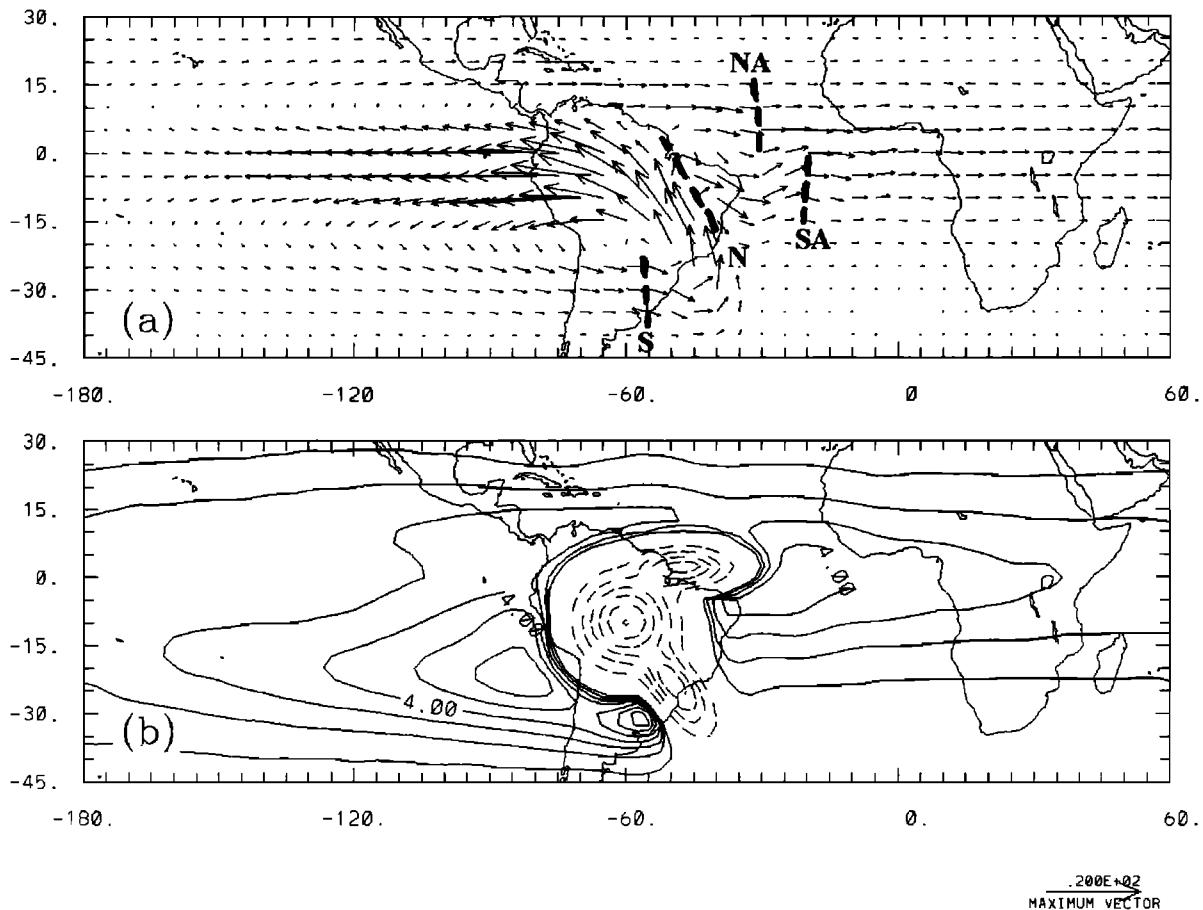 30.
15.
0.
-15.
-30.
-45.
NA
SA
N
S
(a)
-180. -120. -60. 0. 60.
30.
15.
0.
-15.
-30.
-45.
4.00
4.00
4.00
(b)
-180. -120. -60. 0. 60.
.200E+02
MAXIMUM VECTOR